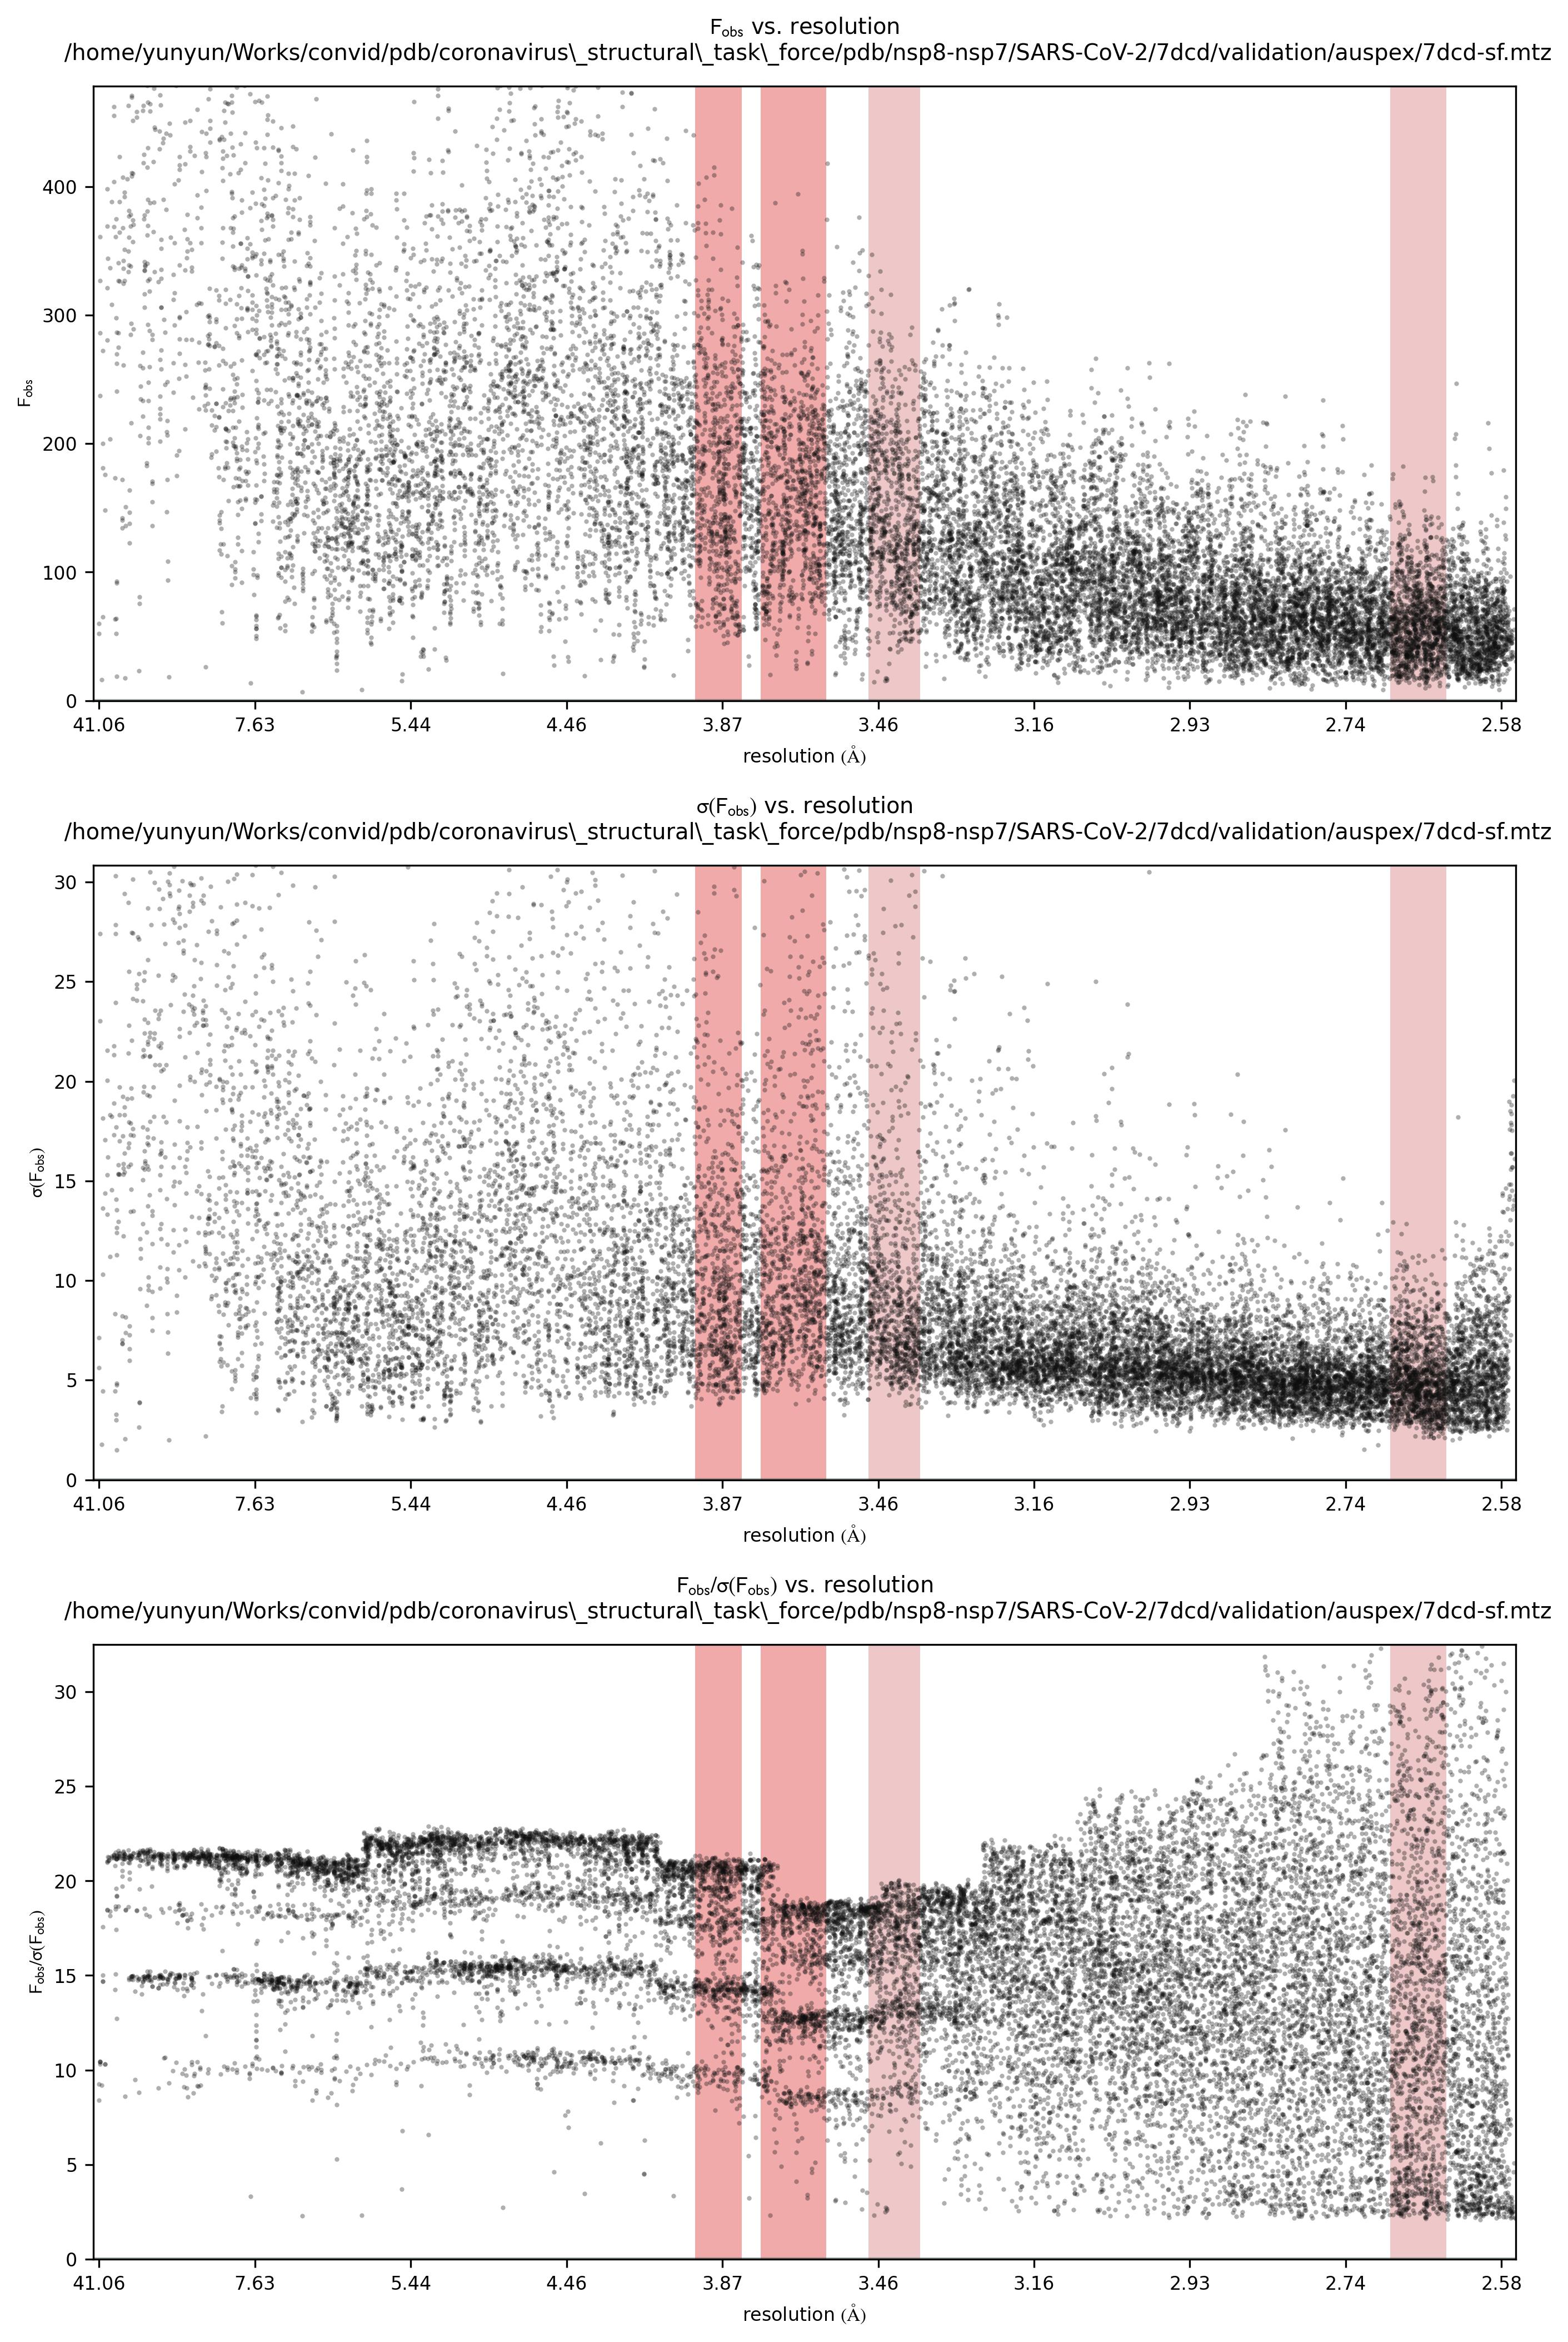 Fobs vs. resolution
/home/yunyun/Works/convid/pdb/coronavirus\_structural\_task\_force/pdb/nsp8-nsp7/SARS-CoV-2/7dcd/validation/auspex/7dcd-sf.mtz
Fobs
400
300
200
100
0
41.06 7.63 5.44 4.46 3.87 3.46 3.16 2.93 2.74 2.58
resolution (Å)
σ(Fobs) vs. resolution
/home/yunyun/Works/convid/pdb/coronavirus\_structural\_task\_force/pdb/nsp8-nsp7/SARS-CoV-2/7dcd/validation/auspex/7dcd-sf.mtz
σ(Fobs)
30
25
20
15
10
5
0
41.06 7.63 5.44 4.46 3.87 3.46 3.16 2.93 2.74 2.58
resolution (Å)
Fobs/σ(Fobs) vs. resolution
/home/yunyun/Works/convid/pdb/coronavirus\_structural\_task\_force/pdb/nsp8-nsp7/SARS-CoV-2/7dcd/validation/auspex/7dcd-sf.mtz
Fobs/σ(Fobs)
30
25
20
15
10
5
0
41.06 7.63 5.44 4.46 3.87 3.46 3.16 2.93 2.74 2.58
resolution (Å)